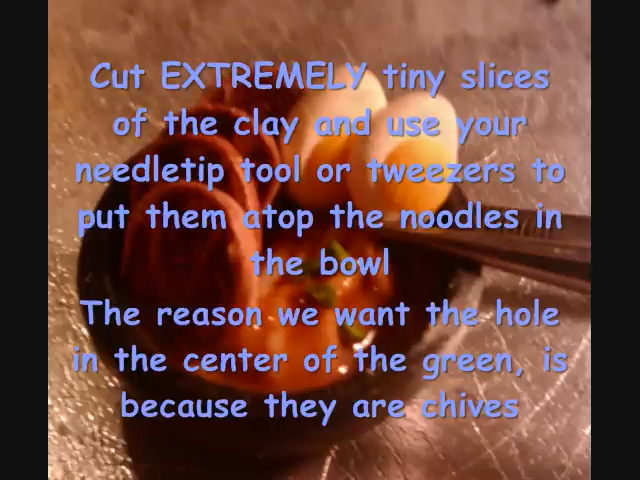 Cut EXTREMELY tiny slices
of the clay and use your
needletip tool or tweezers to
put them atop the noodles in
the bowl
The reason we want the hole
in the center of the green, is
because they are chives